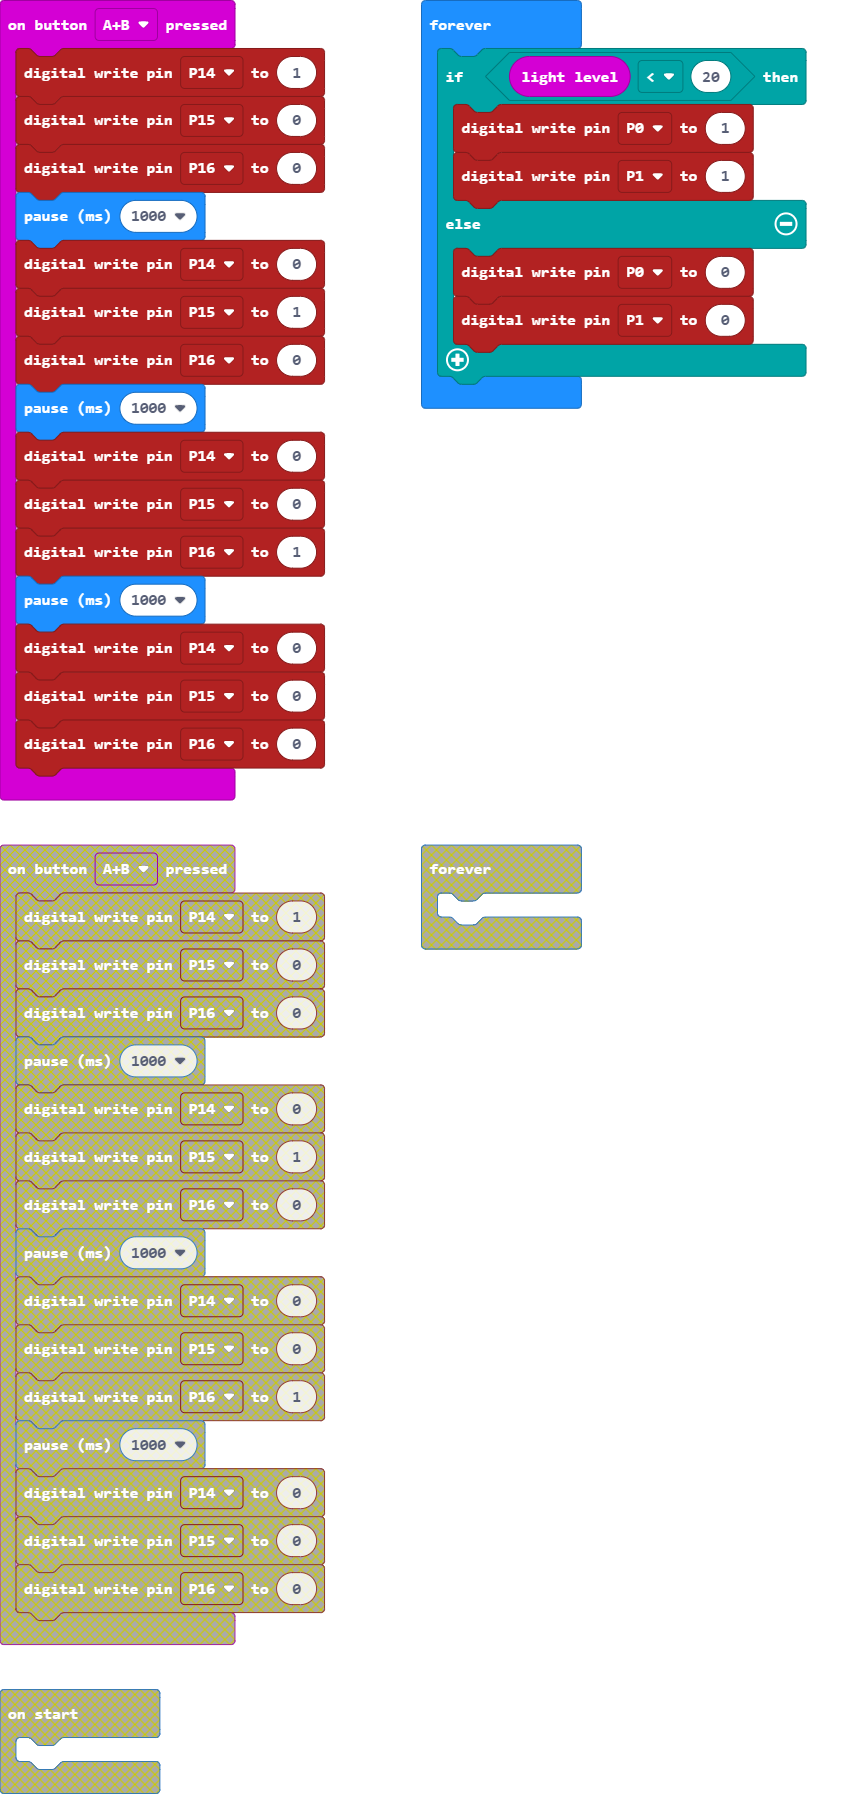 on button A+B pressed
digital write pin P14 to 1
digital write pin P15 to 0
digital write pin P16 to 0
pause (ms) 1000
digital write pin P14 to 0
digital write pin P15 to 1
digital write pin P16 to 0
pause (ms) 1000
digital write pin P14 to 0
digital write pin P15 to 0
digital write pin P16 to 1
pause (ms) 1000
digital write pin P14 to 0
digital write pin P15 to 0
digital write pin P16 to 0
forever
if light level < 20 then
digital write pin P0 to 1
digital write pin P1 to 1
else
digital write pin P0 to 0
digital write pin P1 to 0
on button A+B pressed
digital write pin P14 to 1
digital write pin P15 to 0
digital write pin P16 to 0
pause (ms) 1000
digital write pin P14 to 0
digital write pin P15 to 1
digital write pin P16 to 0
pause (ms) 1000
digital write pin P14 to 0
digital write pin P15 to 0
digital write pin P16 to 1
pause (ms) 1000
digital write pin P14 to 0
digital write pin P15 to 0
digital write pin P16 to 0
forever
on start